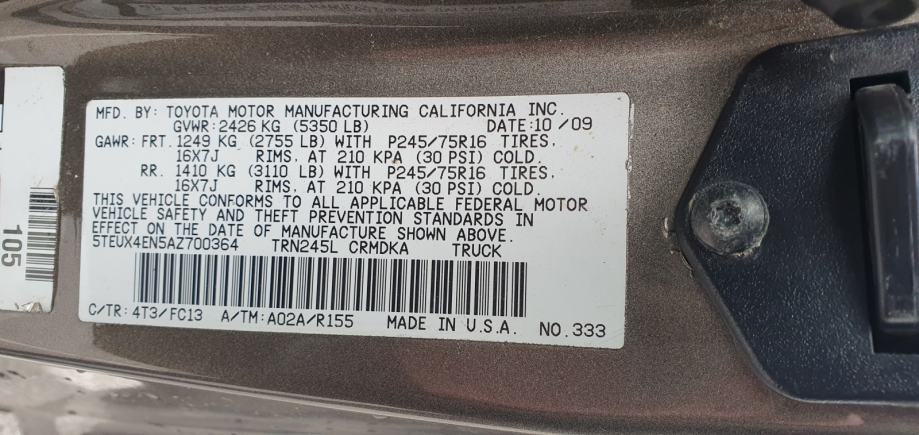 MFD. BY: TOYOTA MOTOR MANUFACTURING CALIFORNIA INC.
GVWR: 2426 KG (5350 LB) DATE: 10 /09
GAWR: FRT. 1249 KG (2755 LB) WITH P245/75R16 TIRES.
16X7J RIMS, AT 210 KPA (30 PSI) COLD.
RR. 1410 KG (3110 LB) WITH P245/75R16 TIRES.
16X7J RIMS, AT 210 KPA (30 PSI) COLD.
THIS VEHICLE CONFORMS TO ALL APPLICABLE FEDERAL MOTOR
VEHICLE SAFETY AND THEFT PREVENTION STANDARDS IN
EFFECT ON THE DATE OF MANUFACTURE SHOWN ABOVE.
5TEUX4EN5AZ700364 TRN245L CRMDKA TRUCK
C/TR: 4T3/FC13 A/TM: A02A/R155 MADE IN U.S.A. NO.333
105